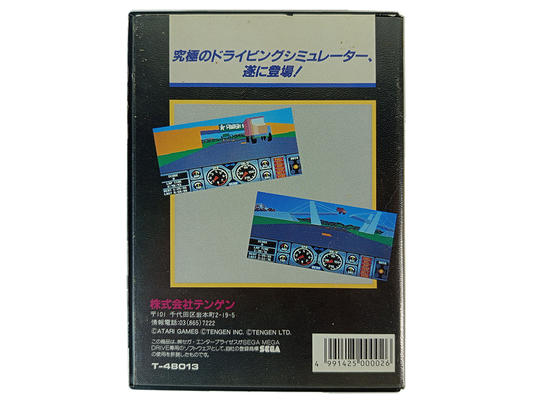 究極のドライビングシミュレーター、
遂に登場!
株式会社テンゲン
〒101 千代田区岩本町2-19-5
情報電話:03(865)7222
©ATARI GAMES ©TENGEN INC. ©TENGEN LTD.
この商品は、㈱セガ・エンタープライゼスがSEGA MEGA
DRIVE専用のソフトウェアとして、自社の登録商標SEGA
の使用を許諾したものです。
T-48013
4 991425 000026